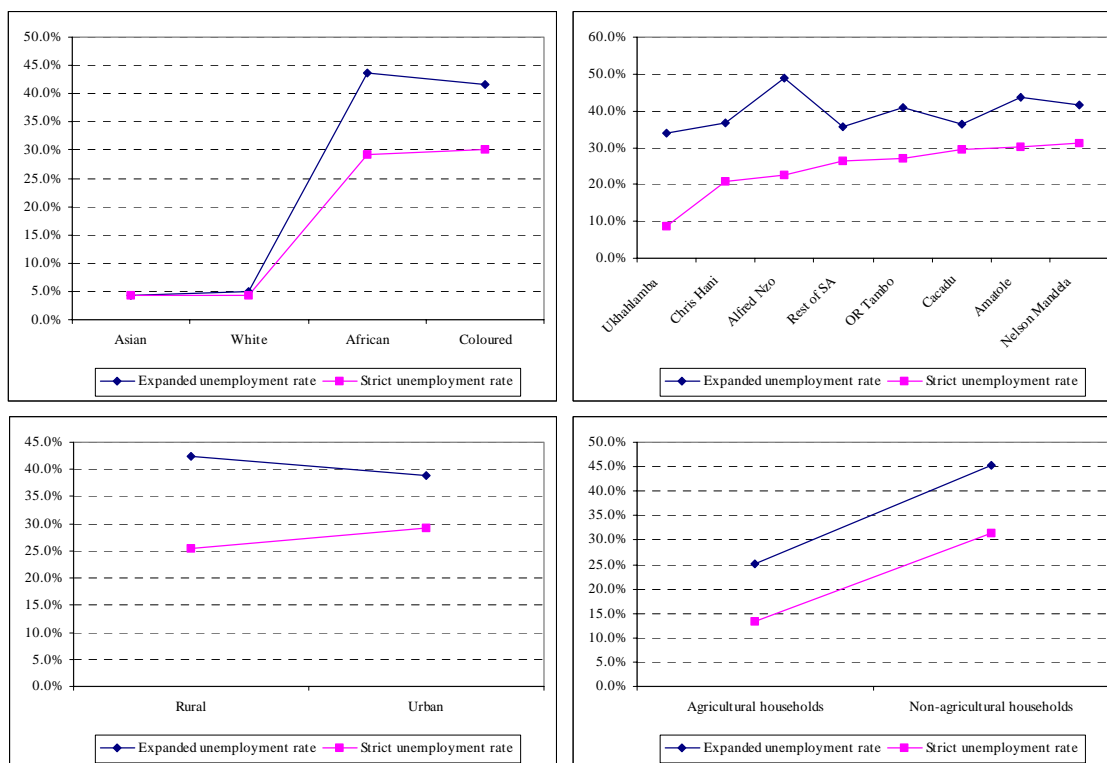 50.0%
45.0%
40.0%
35.0%
30.0%
25.0%
20.0%
15.0%
10.0%
5.0%
0.0%
Asian White African Coloured
Expanded unemployment rate Strict unemployment rate
60.0%
50.0%
40.0%
30.0%
20.0%
10.0%
0.0%
Ukhahlamba
Chris Hani
Alfred Nzo
Rest of SA
OR Tambo
Cacadu
Amatole
Nelson Mandela
Expanded unemployment rate Strict unemployment rate
45.0%
40.0%
35.0%
30.0%
25.0%
20.0%
15.0%
10.0%
5.0%
0.0%
Rural Urban
Expanded unemployment rate Strict unemployment rate
50.0%
45.0%
40.0%
35.0%
30.0%
25.0%
20.0%
15.0%
10.0%
5.0%
0.0%
Agricultural households Non-agricultural households
Expanded unemployment rate Strict unemployment rate